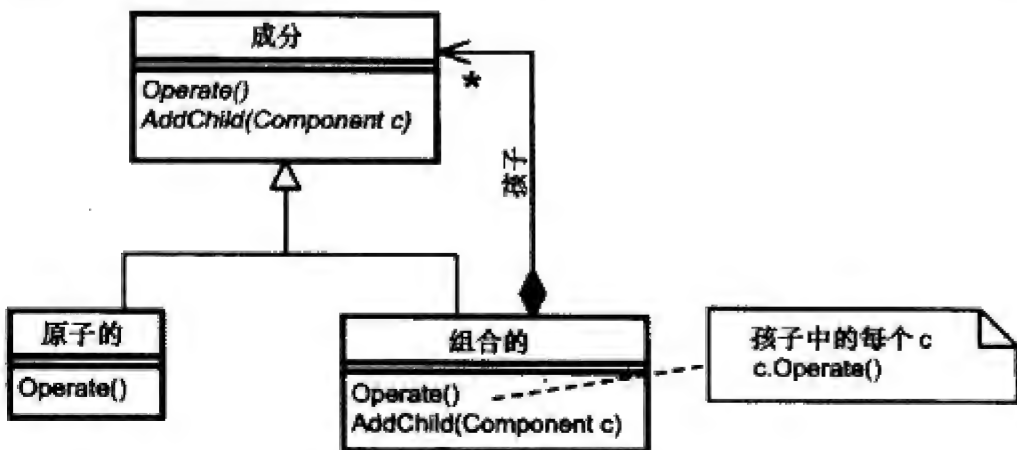 成分
Operate()
AddChild(Component c)
*
孩子
原子的
Operate()
组合的
Operate()
AddChild(Component c)
孩子中的每个 c
c.Operate()